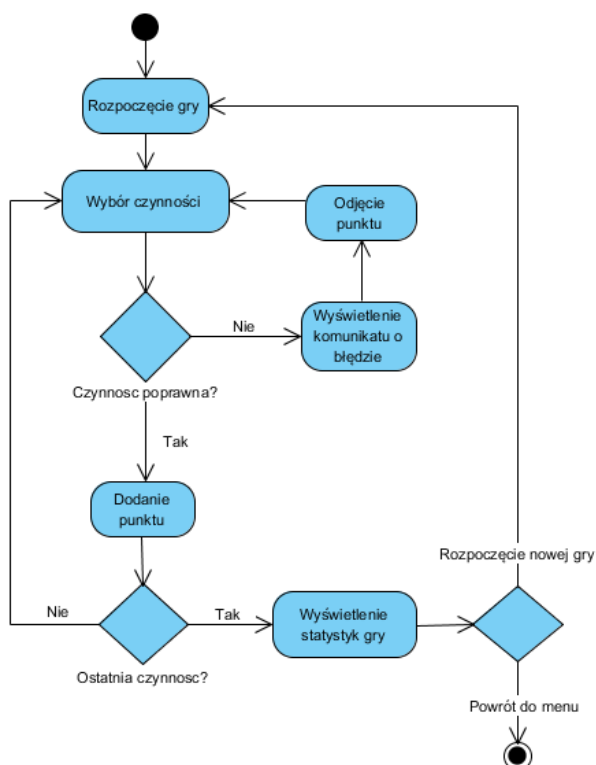 Rozpoczęcie gry
Wybór czynności
Odjęcie
punktu
Nie
Wyświetlenie
komunikatu o
błędzie
Czynnosc poprawna?
Tak
Dodanie
punktu
Rozpoczęcie nowej gry
Nie
Tak
Wyświetlenie
statystyk gry
Ostatnia czynnosc?
Powrót do menu